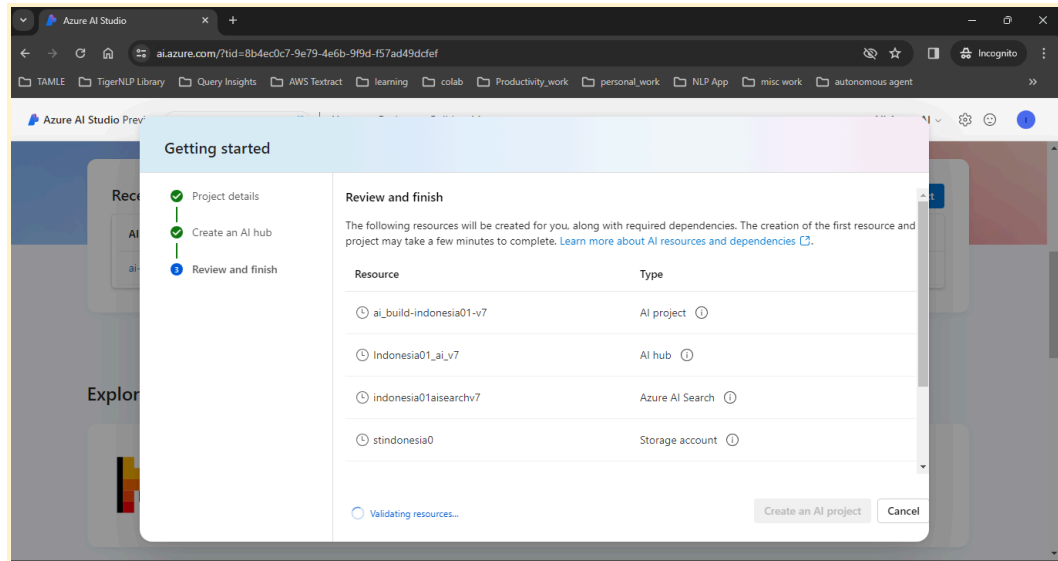 Azure AI Studio
ai.azure.com/?tid=8b4ec0c7-9e79-4e6b-9f9d-f57ad49dcfef
Incognito
TAMLE TigerNLP Library Query Insights AWS Textract learning colab Productivity_work personal_work NLP App misc work autonomous agent
Azure AI Studio
Getting started
Project details
Create an AI hub
3 Review and finish
Review and finish
The following resources will be created for you, along with required dependencies. The creation of the first resource and
project may take a few minutes to complete. Learn more about AI resources and dependencies.
Resource Type
ai_build-indonesia01-v7 AI project
Indonesia01_ai_v7 AI hub
indonesia01aisearchv7 Azure AI Search
stindonesia0 Storage account
Validating resources...
Create an AI project Cancel
Rece
AI
ai-
Explor